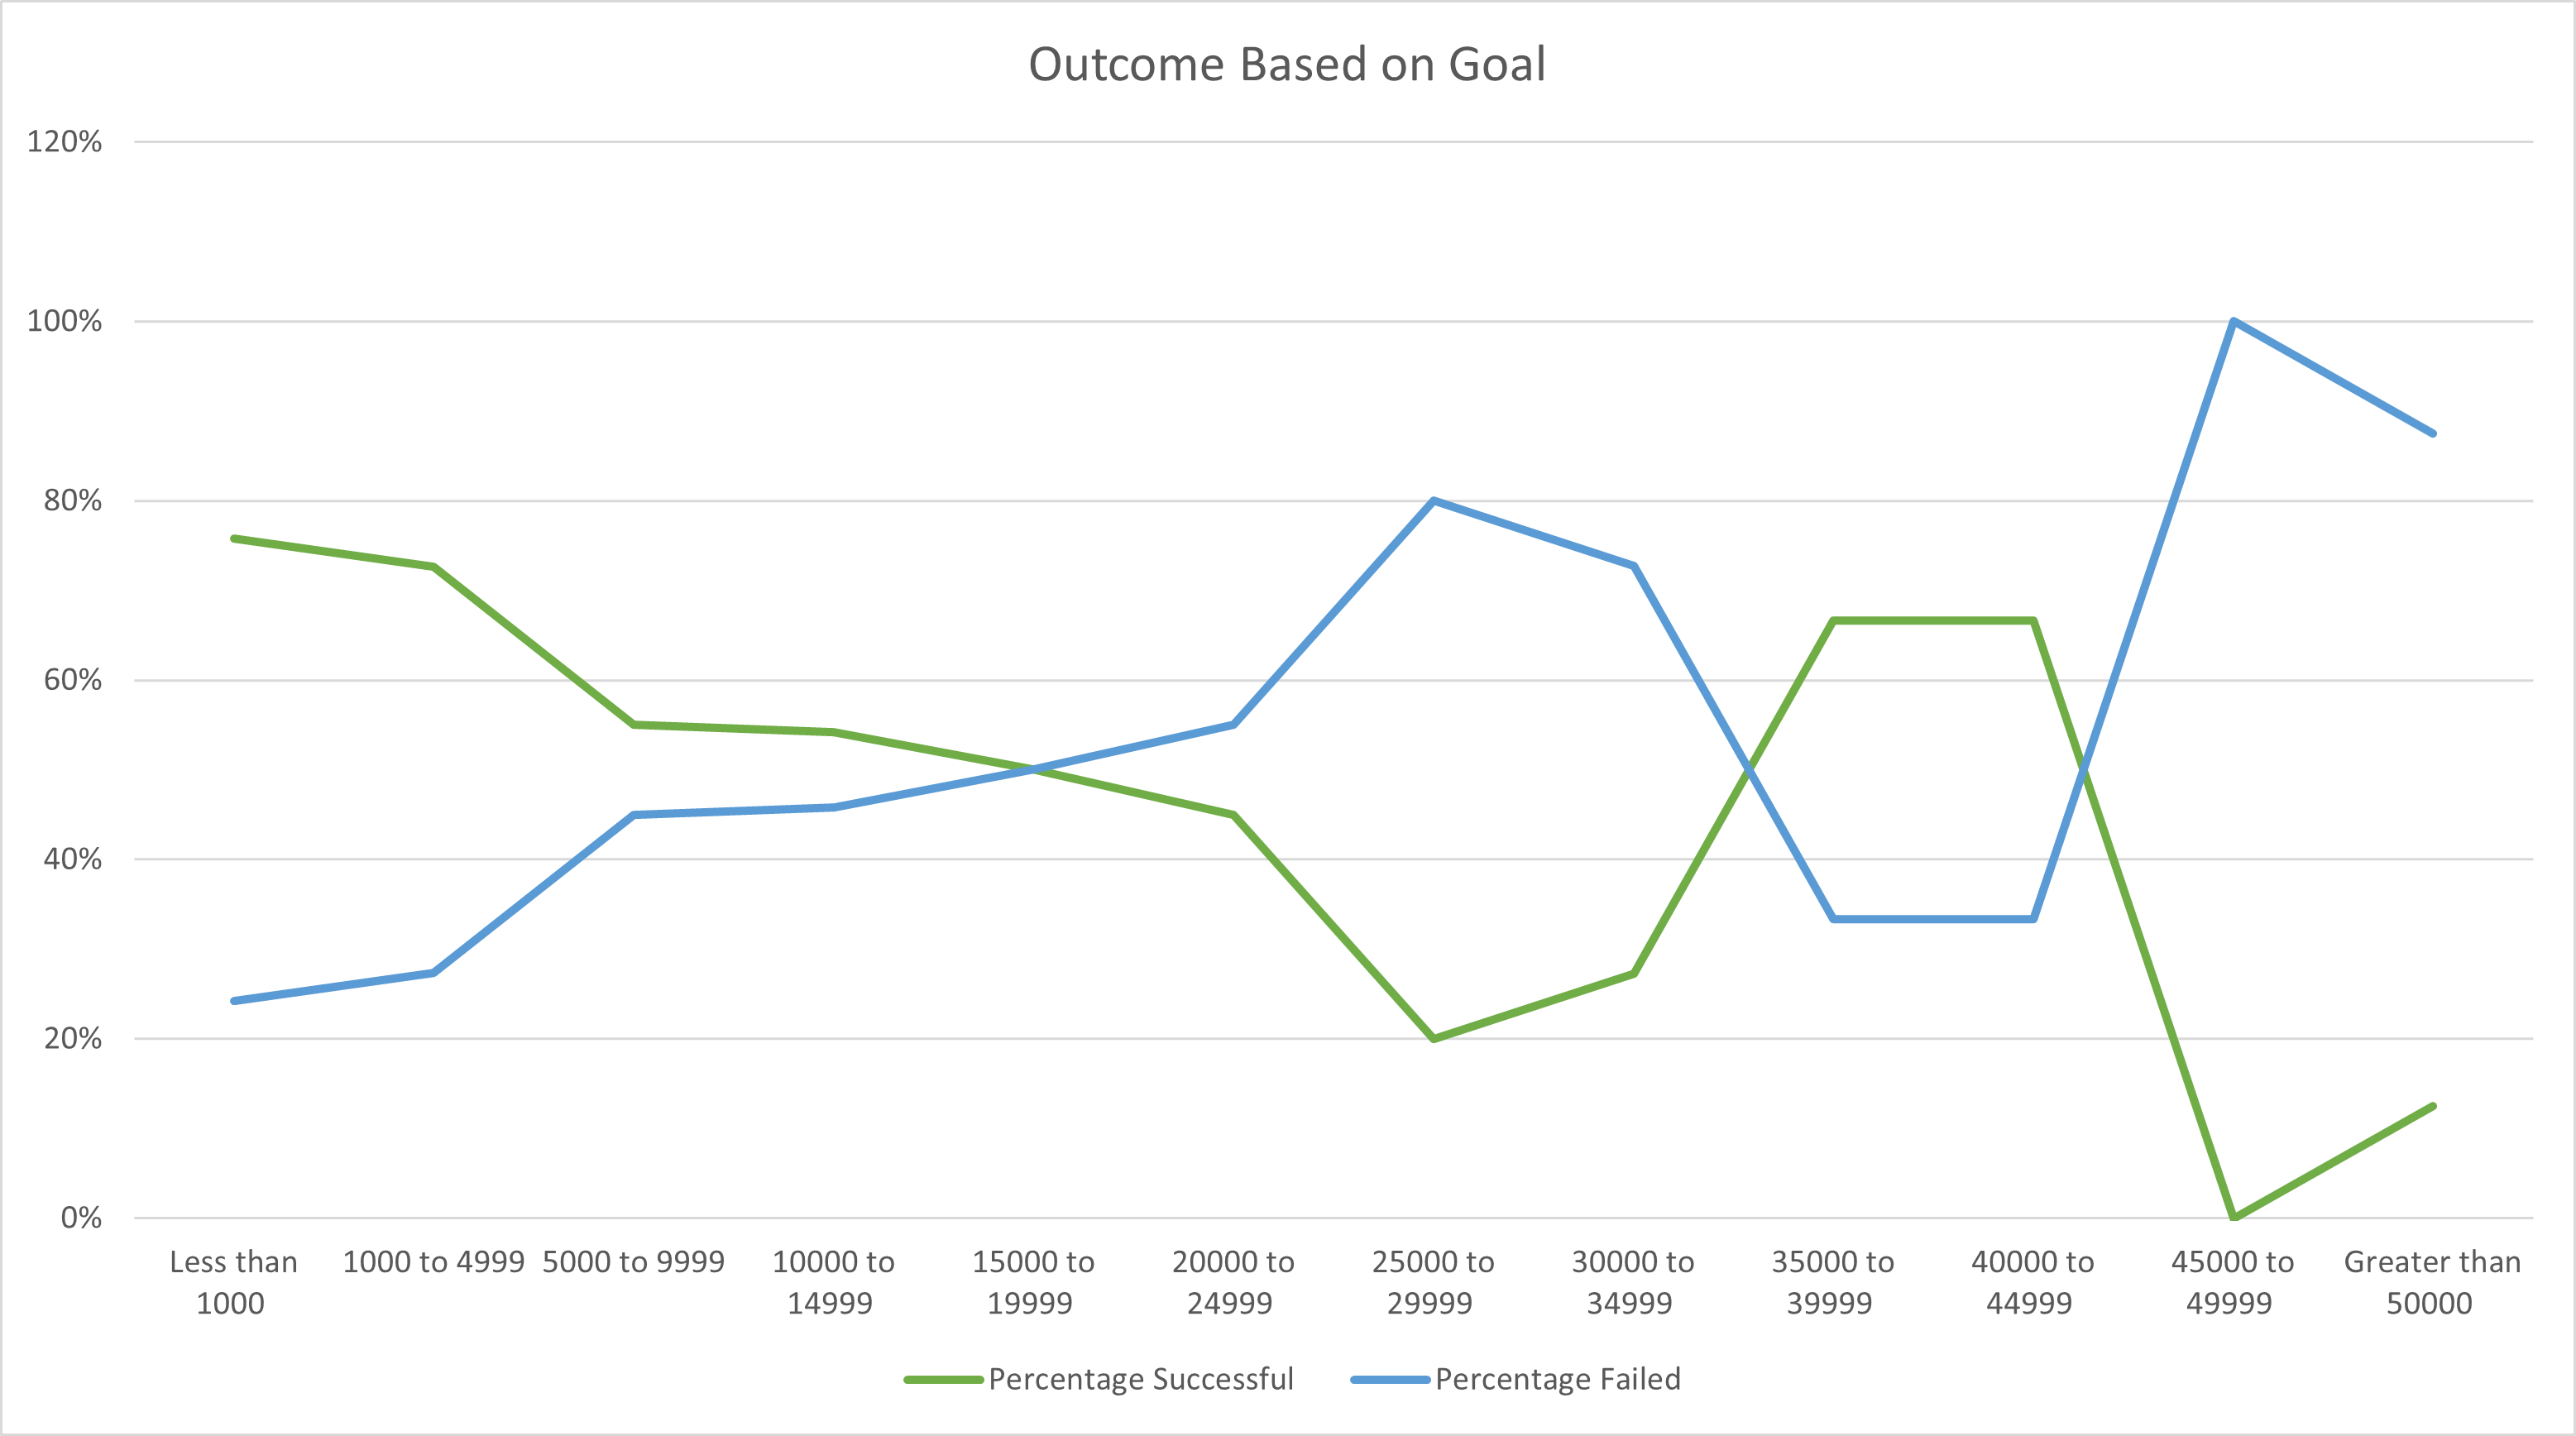 Outcome Based on Goal
120%
100%
80%
60%
40%
20%
0%
Less than
1000
1000 to 4999
5000 to 9999
10000 to
14999
15000 to
19999
20000 to
24999
25000 to
29999
30000 to
34999
35000 to
39999
40000 to
44999
45000 to
49999
Greater than
50000
Percentage Successful
Percentage Failed